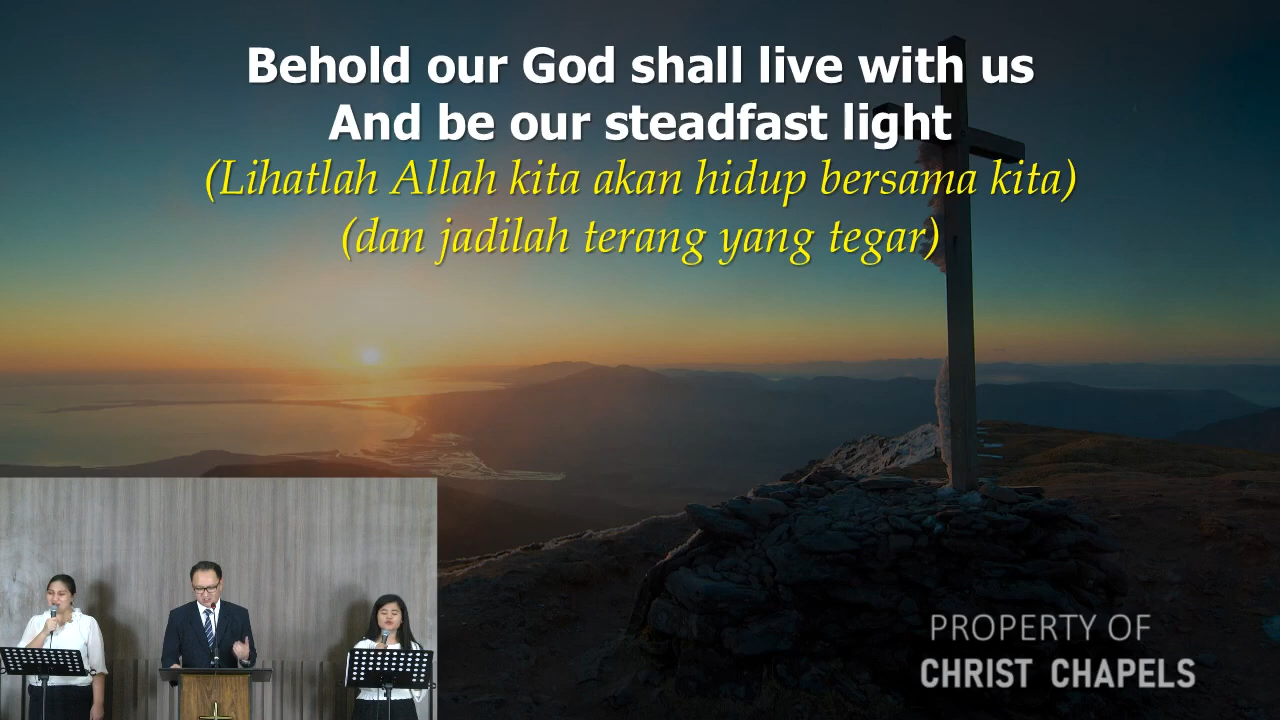 Behold our God shall live with us
And be our steadfast light
(Lihatlah Allah kita akan hidup bersama kita)
(dan jadilah terang yang tegar)
PROPERTY OF
CHRIST CHAPELS